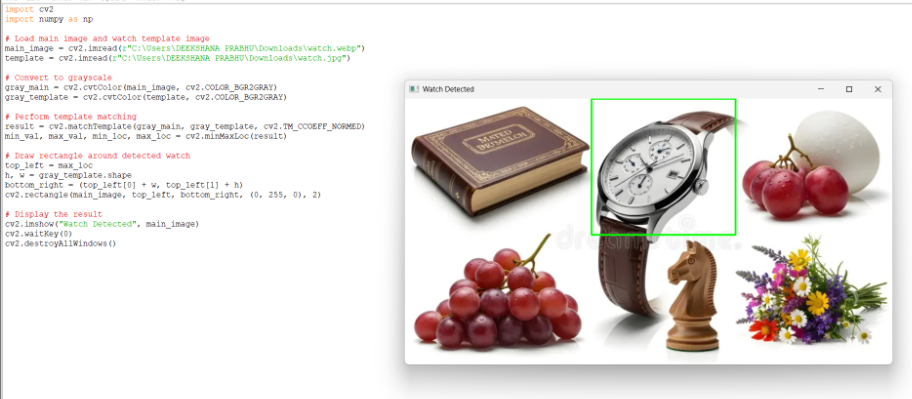 import cv2
import numpy as np
# Load main image and watch template image
main_image = cv2.imread(r"C:\Users\DEEKSHANA PRABHU\Downloads\watch.webp")
template = cv2.imread(r"C:\Users\DEEKSHANA PRABHU\Downloads\watch.jpg")
# Convert to grayscale
gray_main = cv2.cvtColor(main_image, cv2.COLOR_BGR2GRAY)
gray_template = cv2.cvtColor(template, cv2.COLOR_BGR2GRAY)
# Perform template matching
result = cv2.matchTemplate(gray_main, gray_template, cv2.TM_CCOEFF_NORMED)
min_val, max_val, min_loc, max_loc = cv2.minMaxLoc(result)
# Draw rectangle around detected watch
top_left = max_loc
h, w = gray_template.shape
bottom_right = (top_left[0] + w, top_left[1] + h)
cv2.rectangle(main_image, top_left, bottom_right, (0, 255, 0), 2)
# Display the result
cv2.imshow("Watch Detected", main_image)
cv2.waitKey(0)
cv2.destroyAllWindows()
Watch Detected
MATED